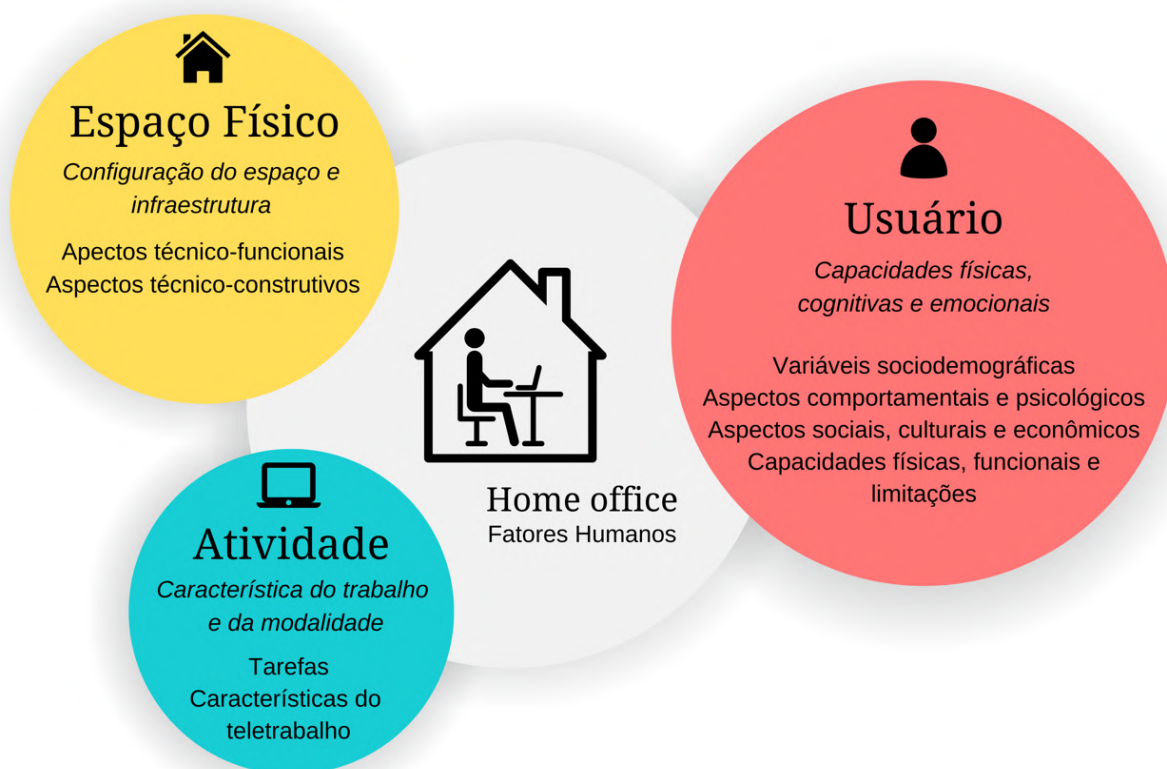 Espaço Físico
Configuração do espaço e
infraestrutura
Apectos técnico-funcionais
Aspectos técnico-construtivos
Usuário
Capacidades físicas,
cognitivas e emocionais
Variáveis sociodemográficas
Aspectos comportamentais e psicológicos
Aspectos sociais, culturais e econômicos
Capacidades físicas, funcionais e
limitações
Home office
Fatores Humanos
Atividade
Característica do trabalho
e da modalidade
Tarefas
Características do
teletrabalho